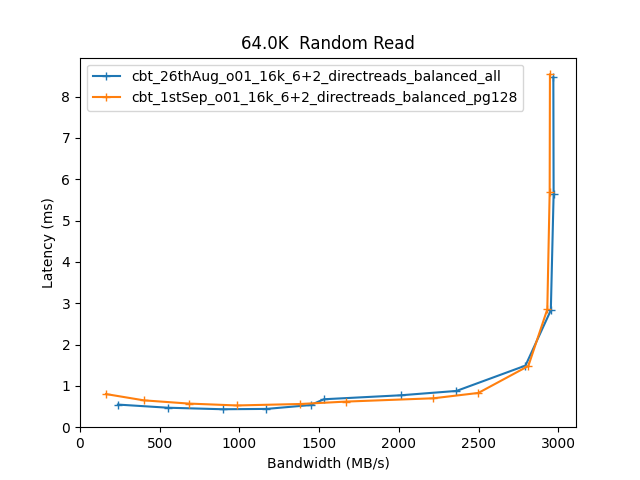 64.0K  Random Read
cbt_26thAug_o01_16k_6+2_directreads_balanced_all
cbt_1stSep_o01_16k_6+2_directreads_balanced_pg128
Latency (ms)
8
7
6
5
4
3
2
1
0
0 500 1000 1500 2000 2500 3000
Bandwidth (MB/s)